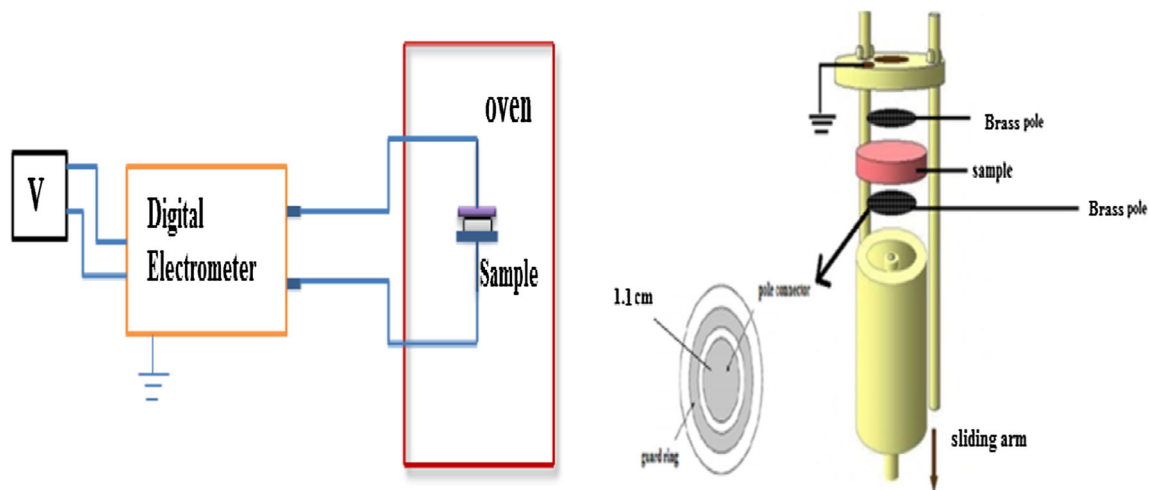 V
Digital
Electrometer
oven
Sample
Brass pole
sample
Brass pole
1.1 cm
pole connector
guard ring
sliding arm